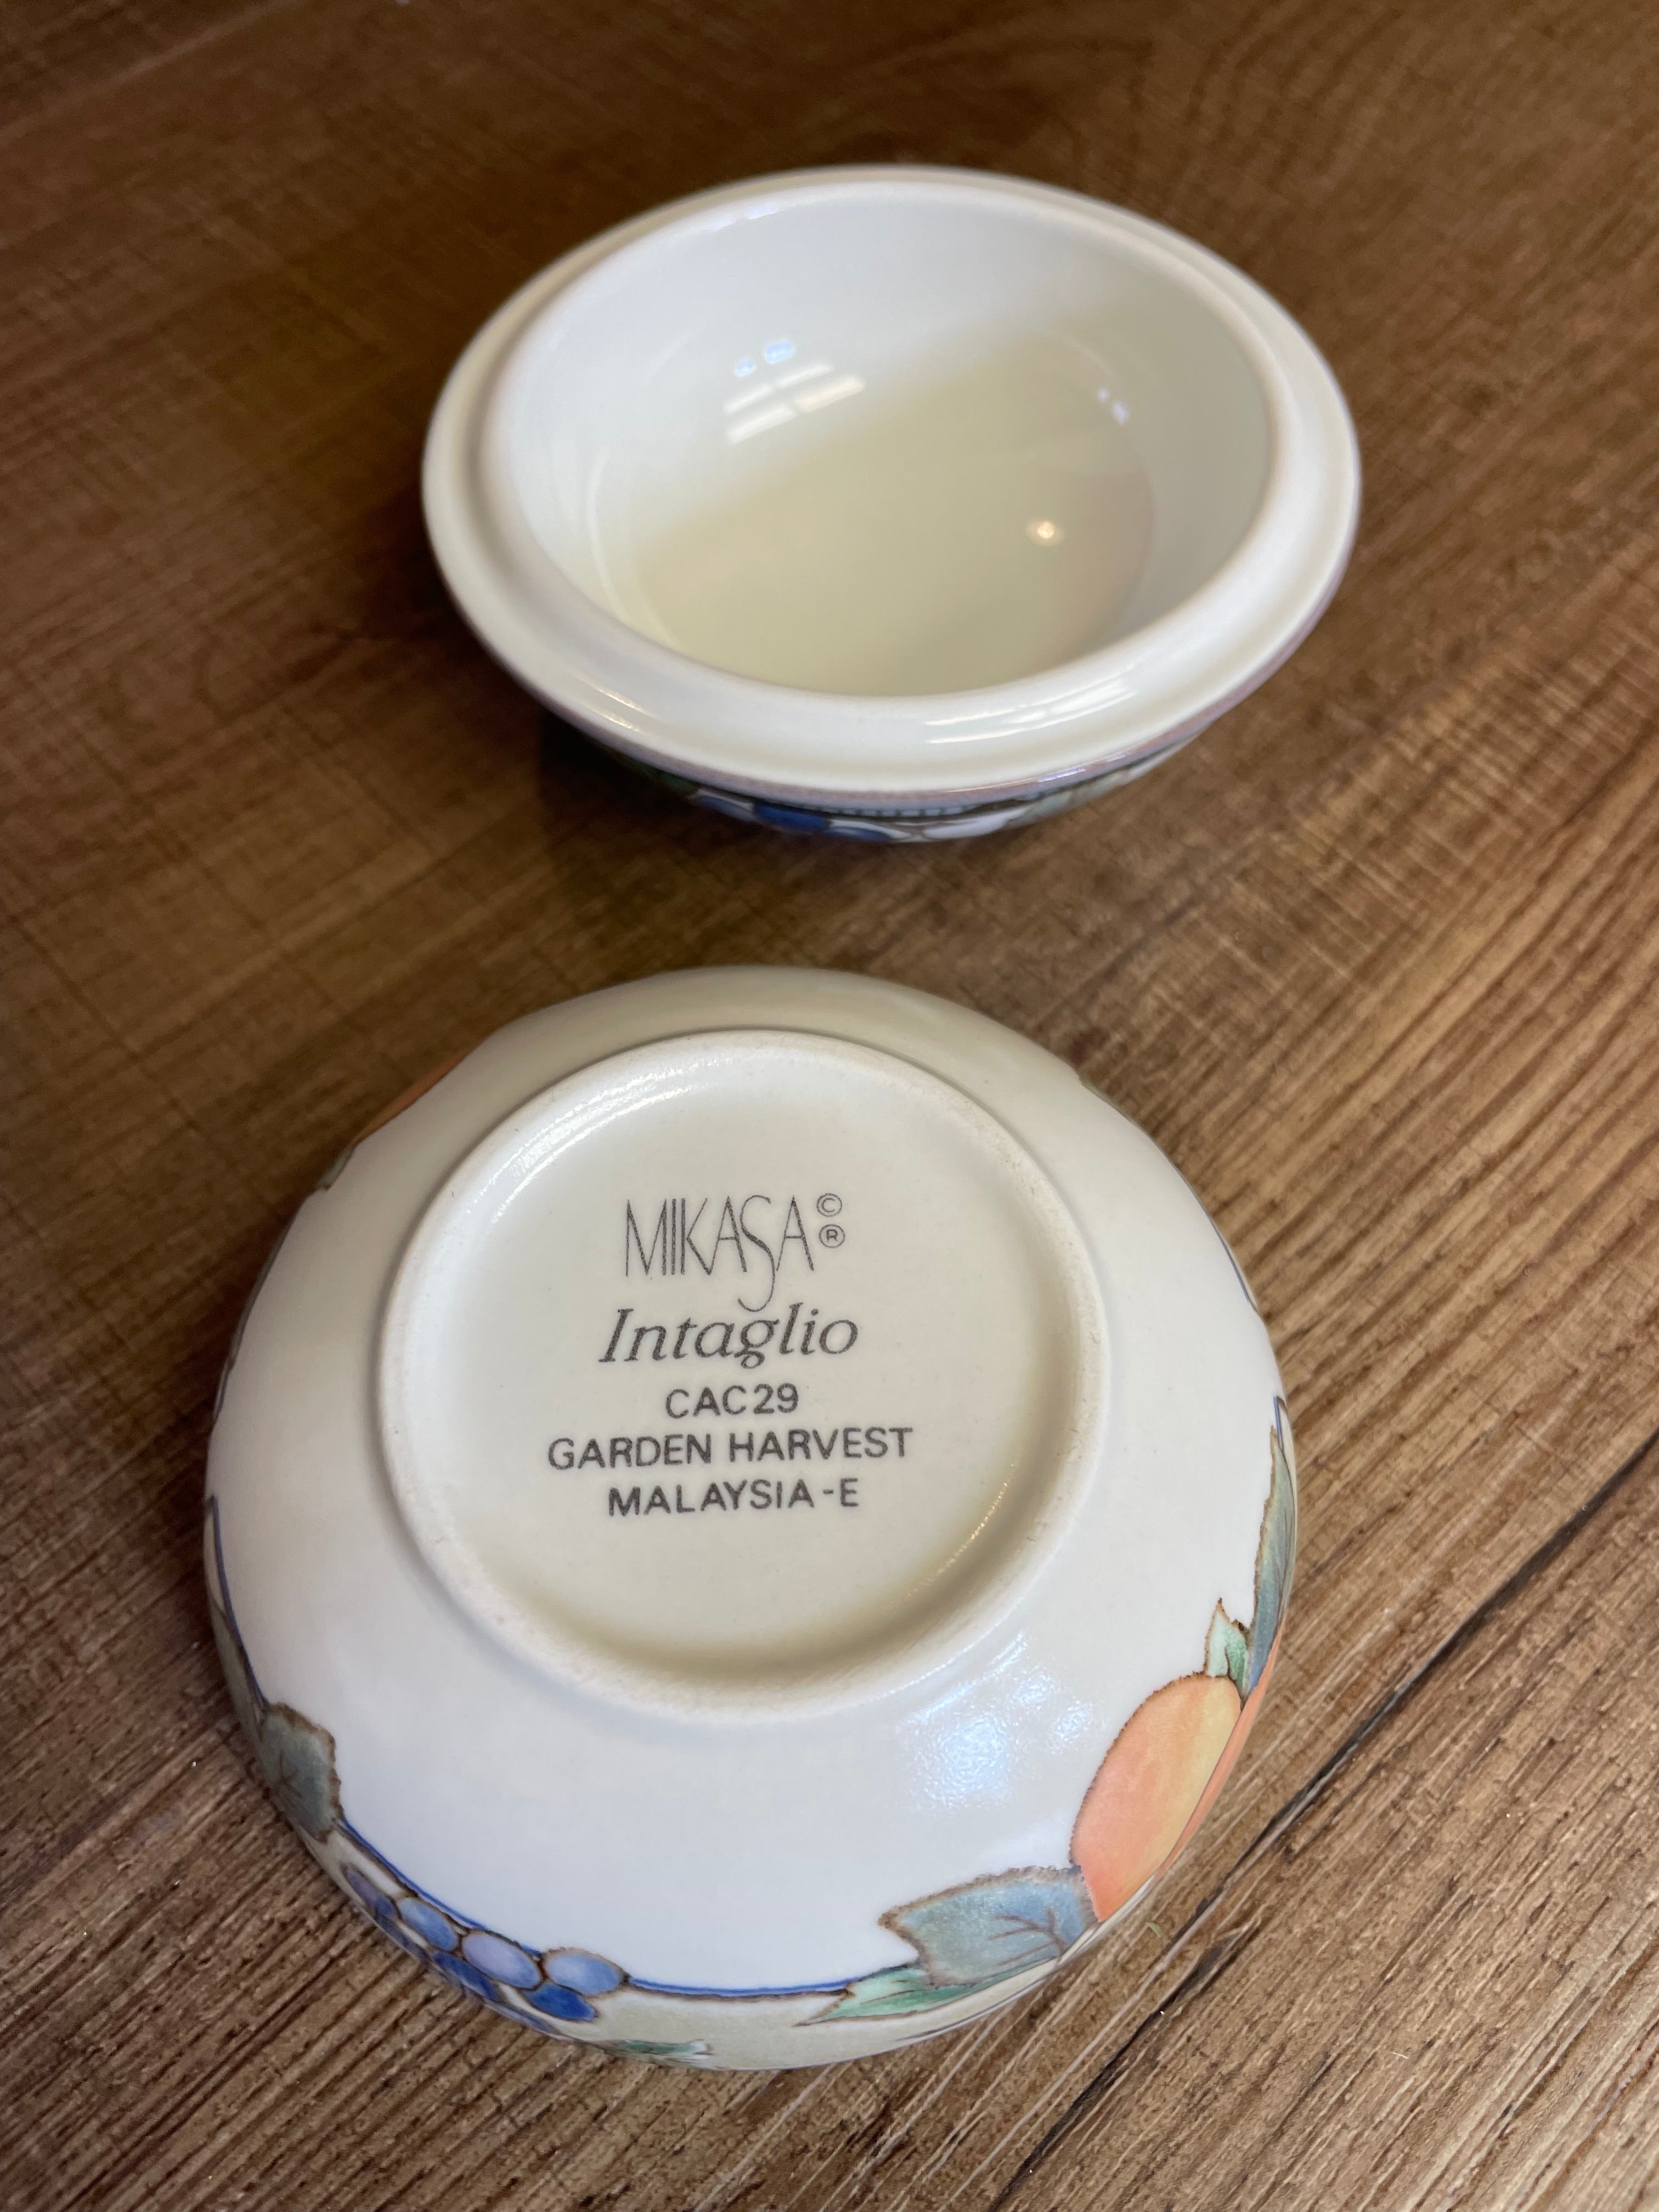 MIKASA © ®
Intaglio
CAC29
GARDEN HARVEST
MALAYSIA-E